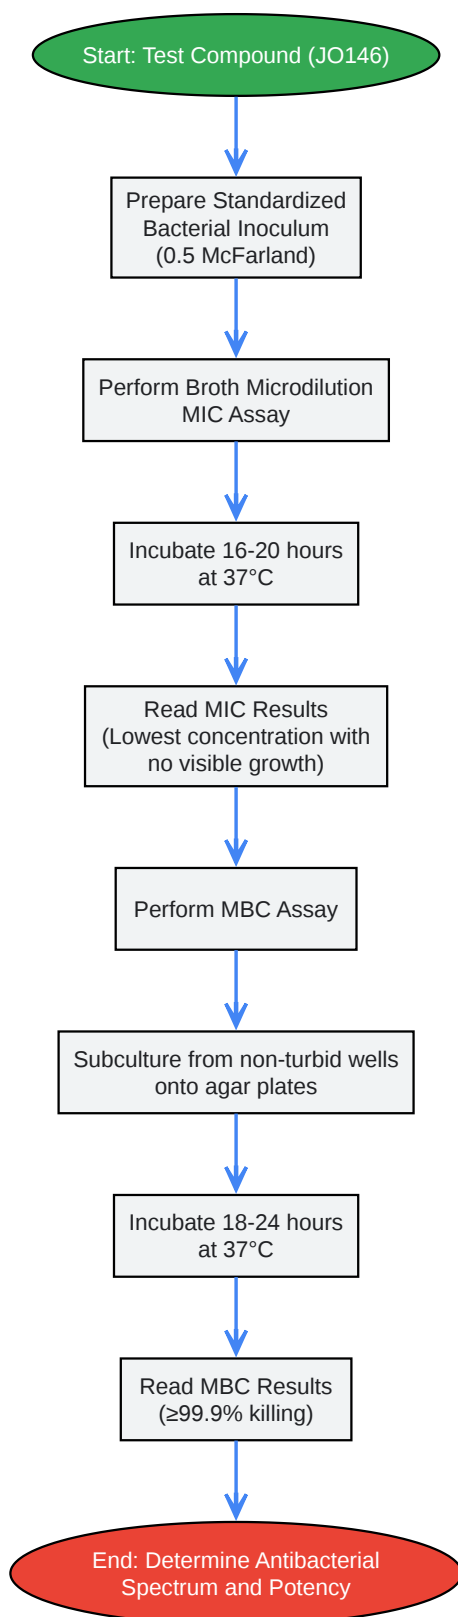 Start: Test Compound (JO146)
Prepare Standardized
Bacterial Inoculum
(0.5 McFarland)
Perform Broth Microdilution
MIC Assay
Incubate 16-20 hours
at 37°C
Read MIC Results
(Lowest concentration with
no visible growth)
Perform MBC Assay
Subculture from non-turbid wells
onto agar plates
Incubate 18-24 hours
at 37°C
Read MBC Results
(≥99.9% killing)
End: Determine Antibacterial
Spectrum and Potency